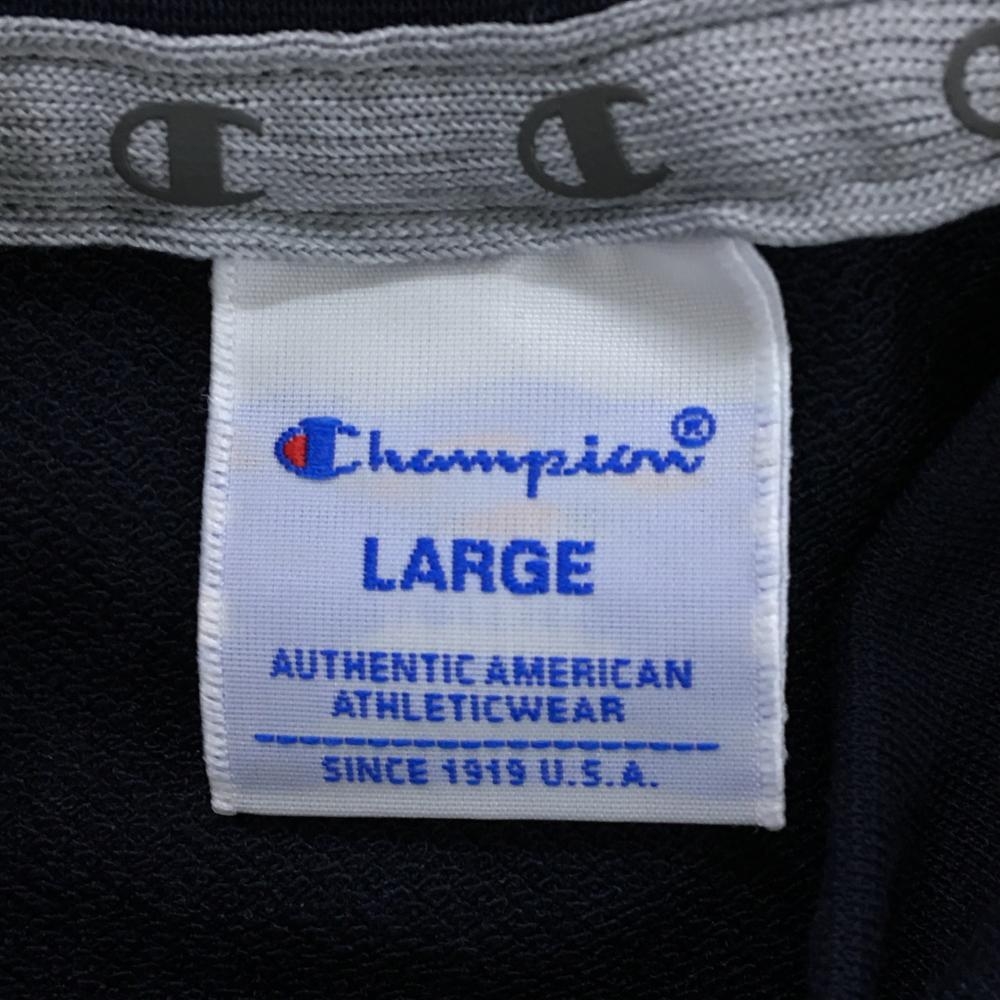 Champion®
LARGE
AUTHENTIC AMERICAN
ATHLETICWEAR
SINCE 1919 U.S.A.